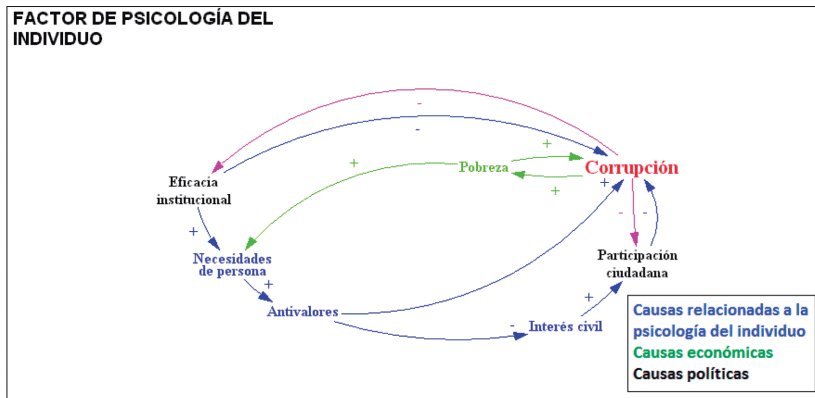 FACTOR DE PSICOLOGÍA DEL
INDIVIDUO
-
-
+
+
Pobreza
Corrupción
Eficacia
institucional
+
+
+
Necesidades
de persona
+
-
-
Participación
ciudadana
Antivalores
+
-
Interés civil
Causas relacionadas a la
psicología del individuo
Causas económicas
Causas políticas